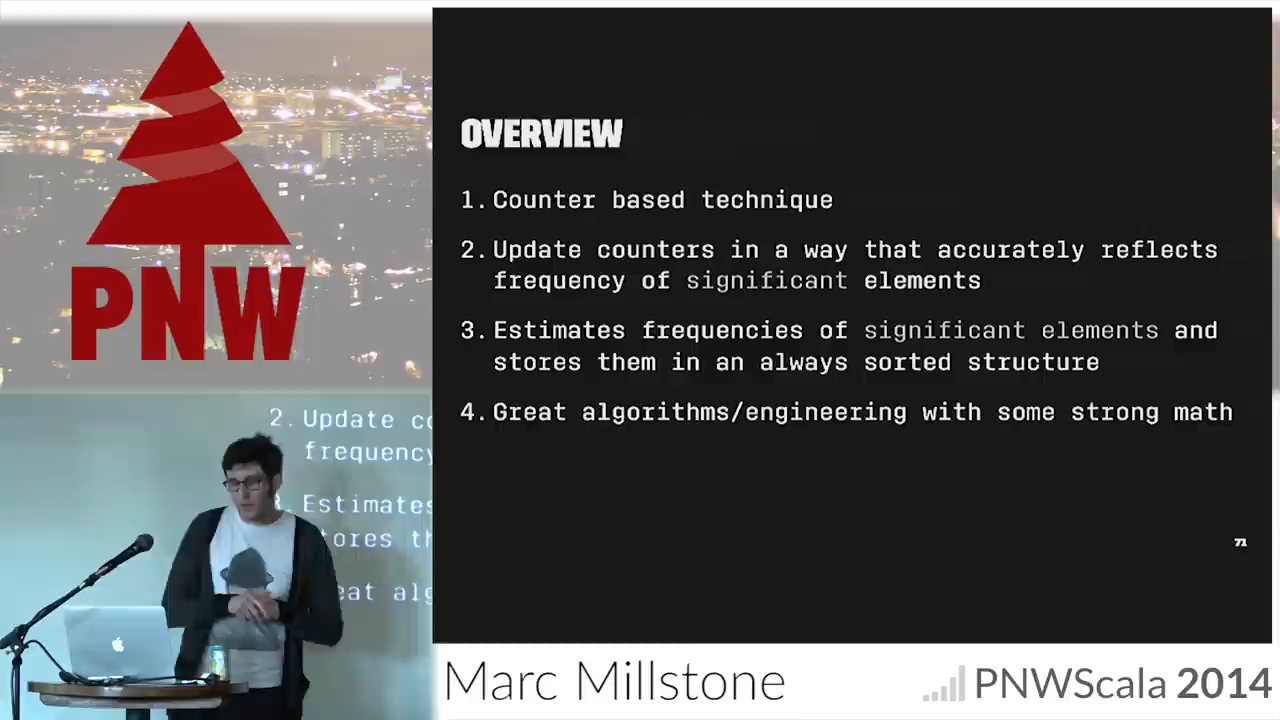 PNW
OVERVIEW
1. Counter based technique
2. Update counters in a way that accurately reflects
frequency of significant elements
3. Estimates frequencies of significant elements and
stores them in an always sorted structure
4. Great algorithms/engineering with some strong math
71
2. Update co
frequency
Estimates
tores th
eat alg
Marc Millstone
PNWScala 2014